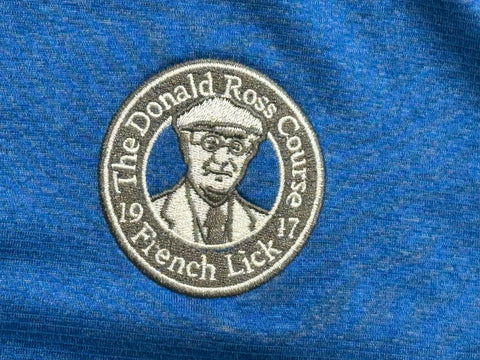 The Donald Ross Course
19 17
French Lick